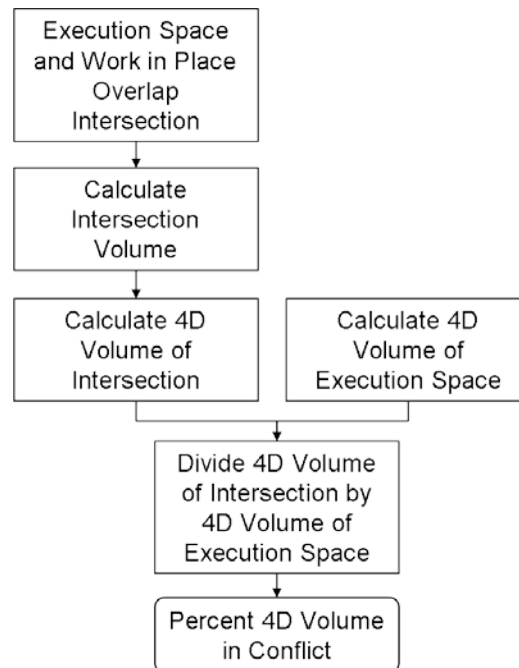 Execution Space
and Work in Place
Overlap
Intersection
Calculate
Intersection
Volume
Calculate 4D
Volume of
Intersection
Calculate 4D
Volume of
Execution Space
Divide 4D Volume
of Intersection by
4D Volume of
Execution Space
Percent 4D Volume
in Conflict